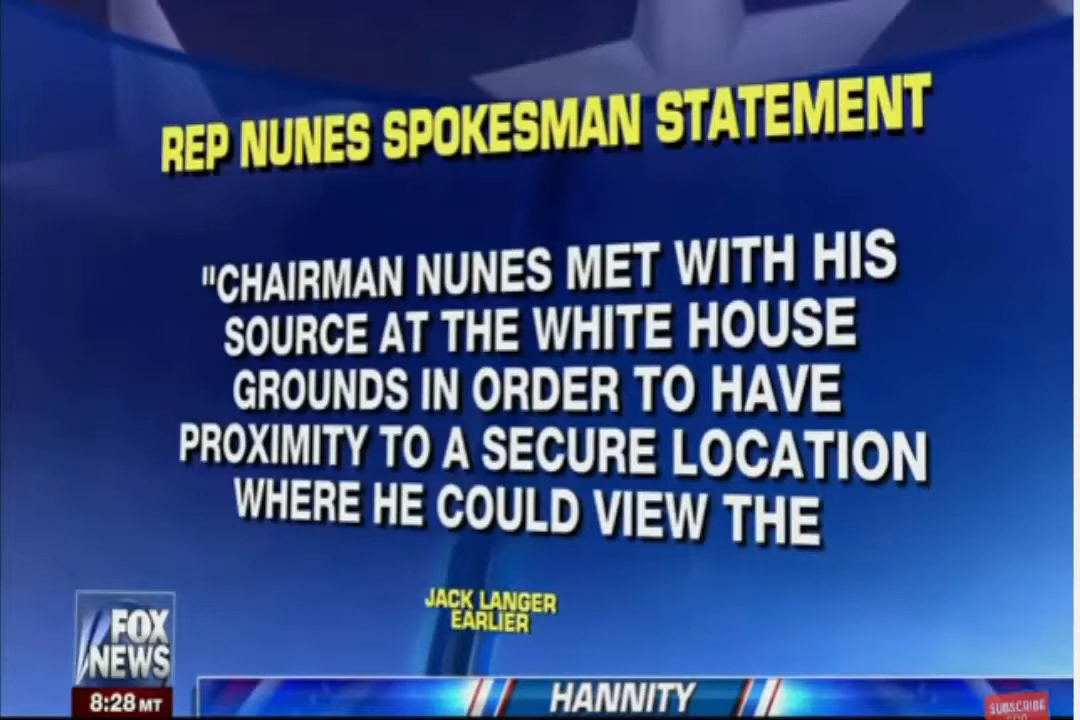 REP NUNES SPOKESMAN STATEMENT
"CHAIRMAN NUNES MET WITH HIS
SOURCE AT THE WHITE HOUSE
GROUNDS IN ORDER TO HAVE
PROXIMITY TO A SECURE LOCATION
WHERE HE COULD VIEW THE
JACK LANGER
EARLIER
FOX
NEWS
8:28 MT
HANNITY
SUBSCRIBE